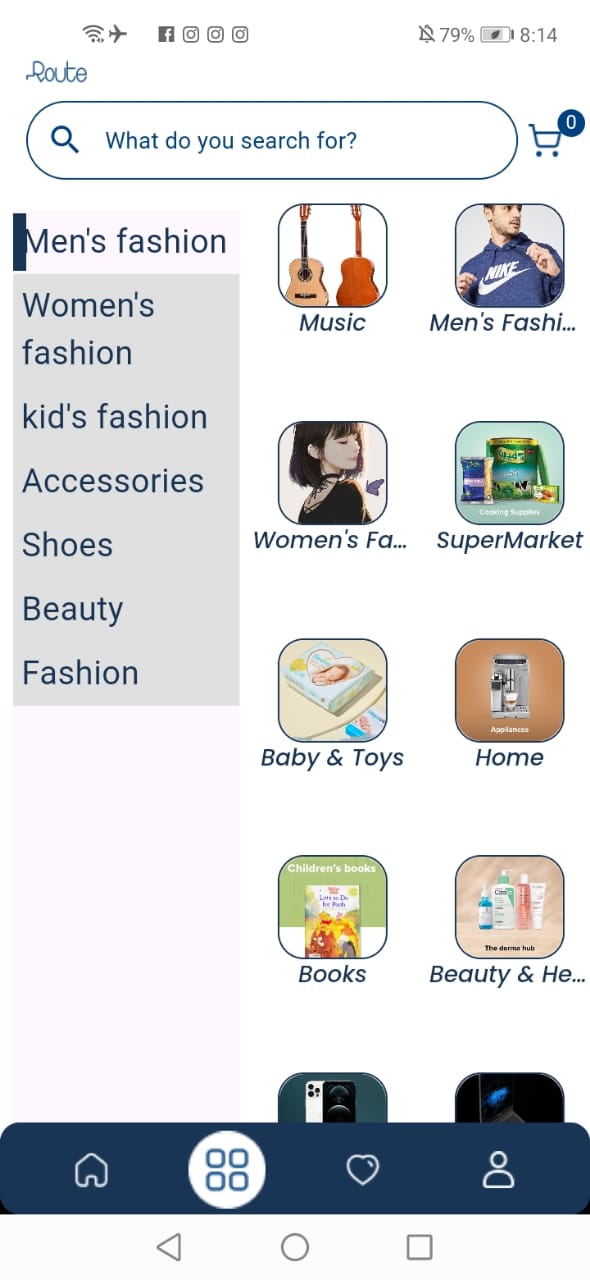 79% 8:14
Route
What do you search for?
0
Men's fashion
Women's
fashion
kid's fashion
Accessories
Shoes
Beauty
Fashion
NIKE
Music
Men's Fashi...
Cooking Supplies
Women's Fa...
SuperMarket
Appliances
Baby & Toys
Home
Children's books
Lets to Do
for Pooh
The derma hub
Books
Beauty & He...